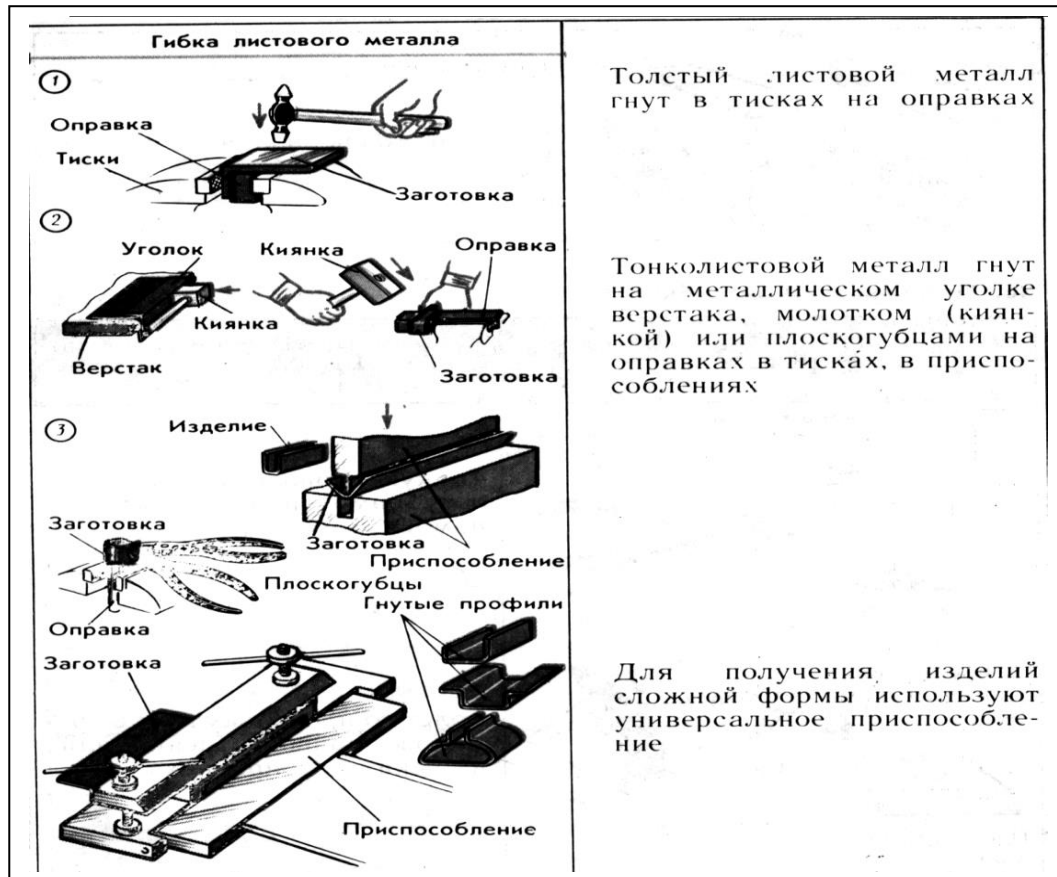 Гибка листового металла
1
Оправка
Тиски
Заготовка
Толстый листовой металл
гнут в тисках на оправках
2
Уголок
Киянка
Оправка
Киянка
Верстак
Заготовка
Тонколистовой металл гнут
на металлическом уголке
верстака, молотком (киян-
кой) или плоскогубцами на
оправках в тисках, в приспо-
соблениях
3
Изделие
Заготовка
Заготовка
Приспособление
Плоскогубцы
Оправка
Гнутые профили
Заготовка
Приспособление
Для получения изделий
сложной формы используют
универсальное приспособле-
ние